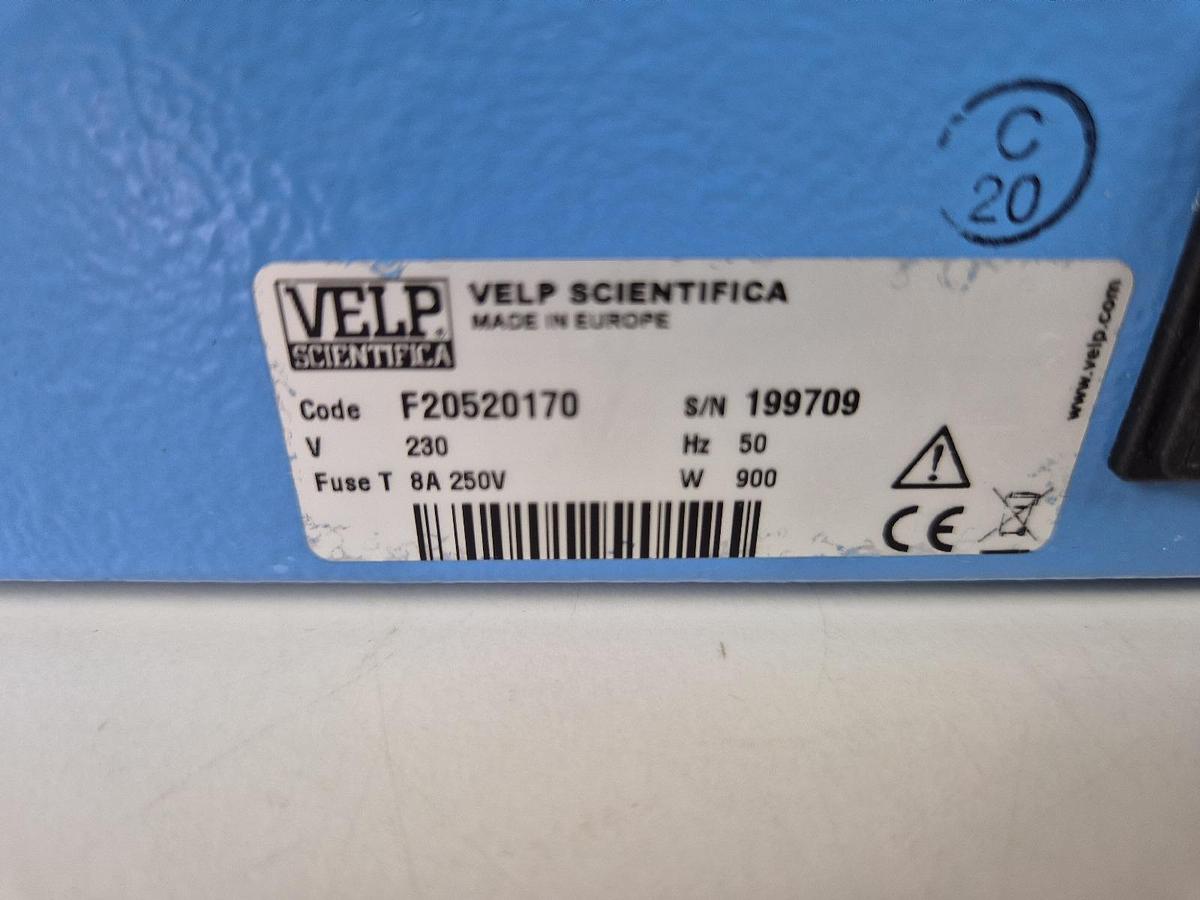 C
20
VELP
SCIENTIFICA
VELP SCIENTIFICA
MADE IN EUROPE
Code F20520170 S/N 199709
V 230 Hz 50
Fuse T 8A 250V W 900
CE
www.velp.com